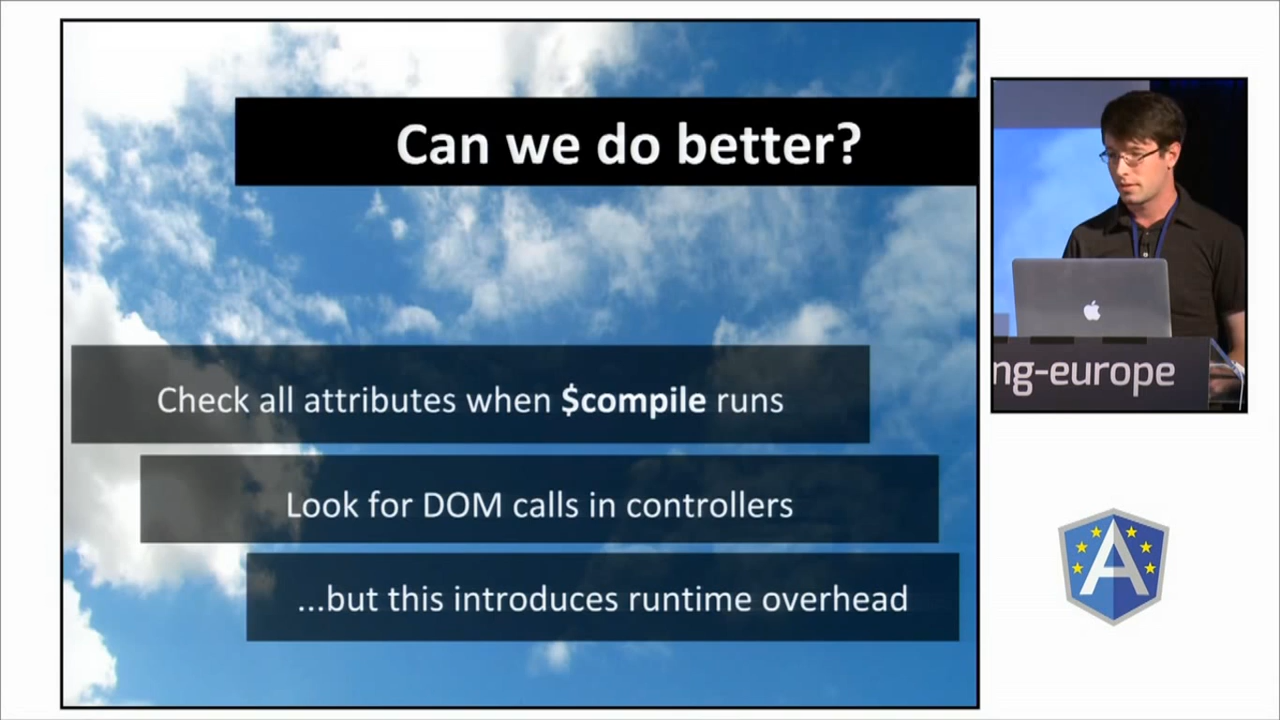 Can we do better?
Check all attributes when $compile runs
Look for DOM calls in controllers
...but this introduces runtime overhead
ng-europe
A